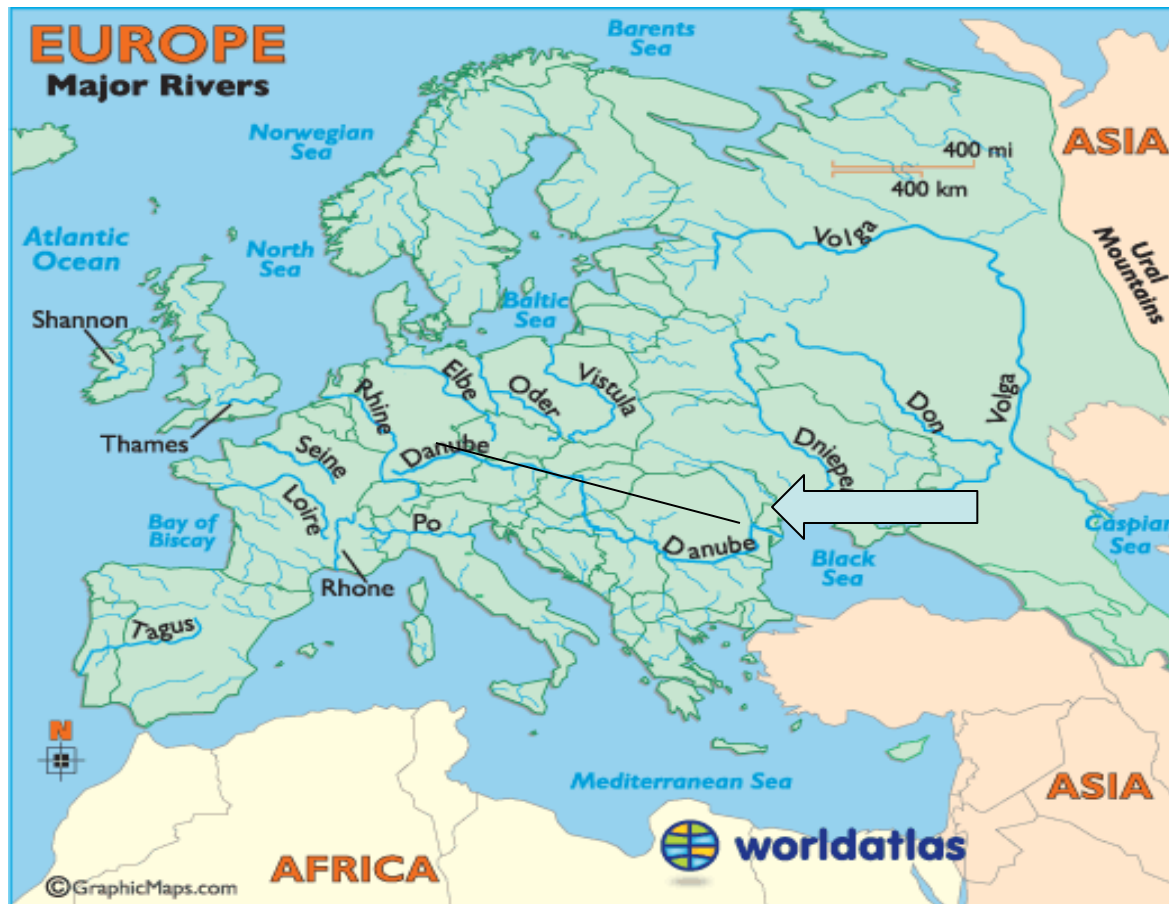 EUROPE
Major Rivers
Barents
Sea
Norwegian
Sea
ASIA
400 mi
400 km
Atlantic
Ocean
North
Sea
Volga
Ural
Mountains
Shannon
Baltic
Sea
Thames
Rhine
Elbe
Oder
Vistula
Don
Volga
Seine
Danube
Dniepe
Loire
Bay of
Biscay
Po
Danube
Black
Sea
Caspian
Sea
Rhone
Tagus
N
Mediterranean Sea
ASIA
AFRICA
worldatlas
©GraphicMaps.com